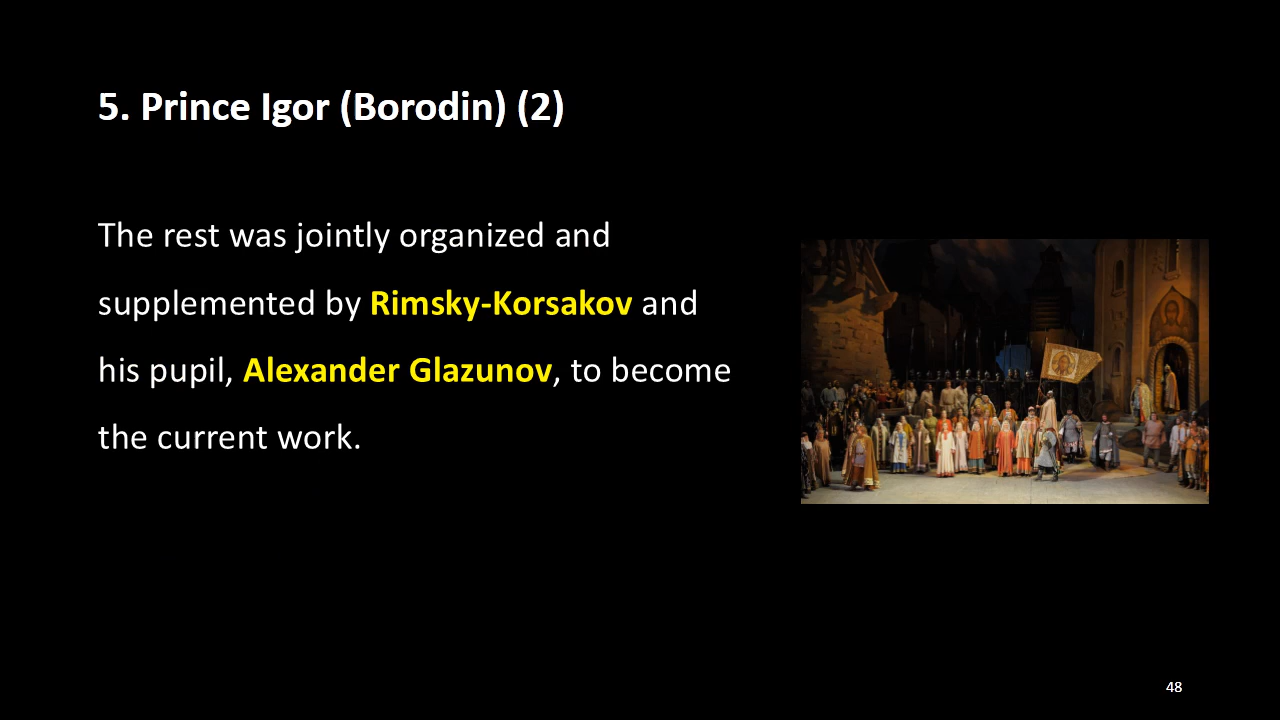 5. Prince Igor (Borodin) (2)
The rest was jointly organized and
supplemented by Rimsky-Korsakov and
his pupil, Alexander Glazunov, to become
the current work.
48